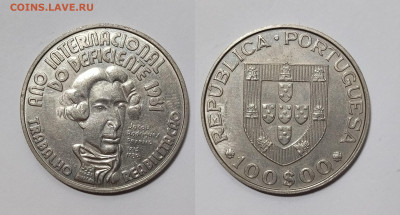 COINS.LAVE.RU
ANO INTERNACIONAL
DO DEFICIENTE 1981
TRABALHO REABILITAÇÃO
REPUBLICA · PORTUGUESA
100$00